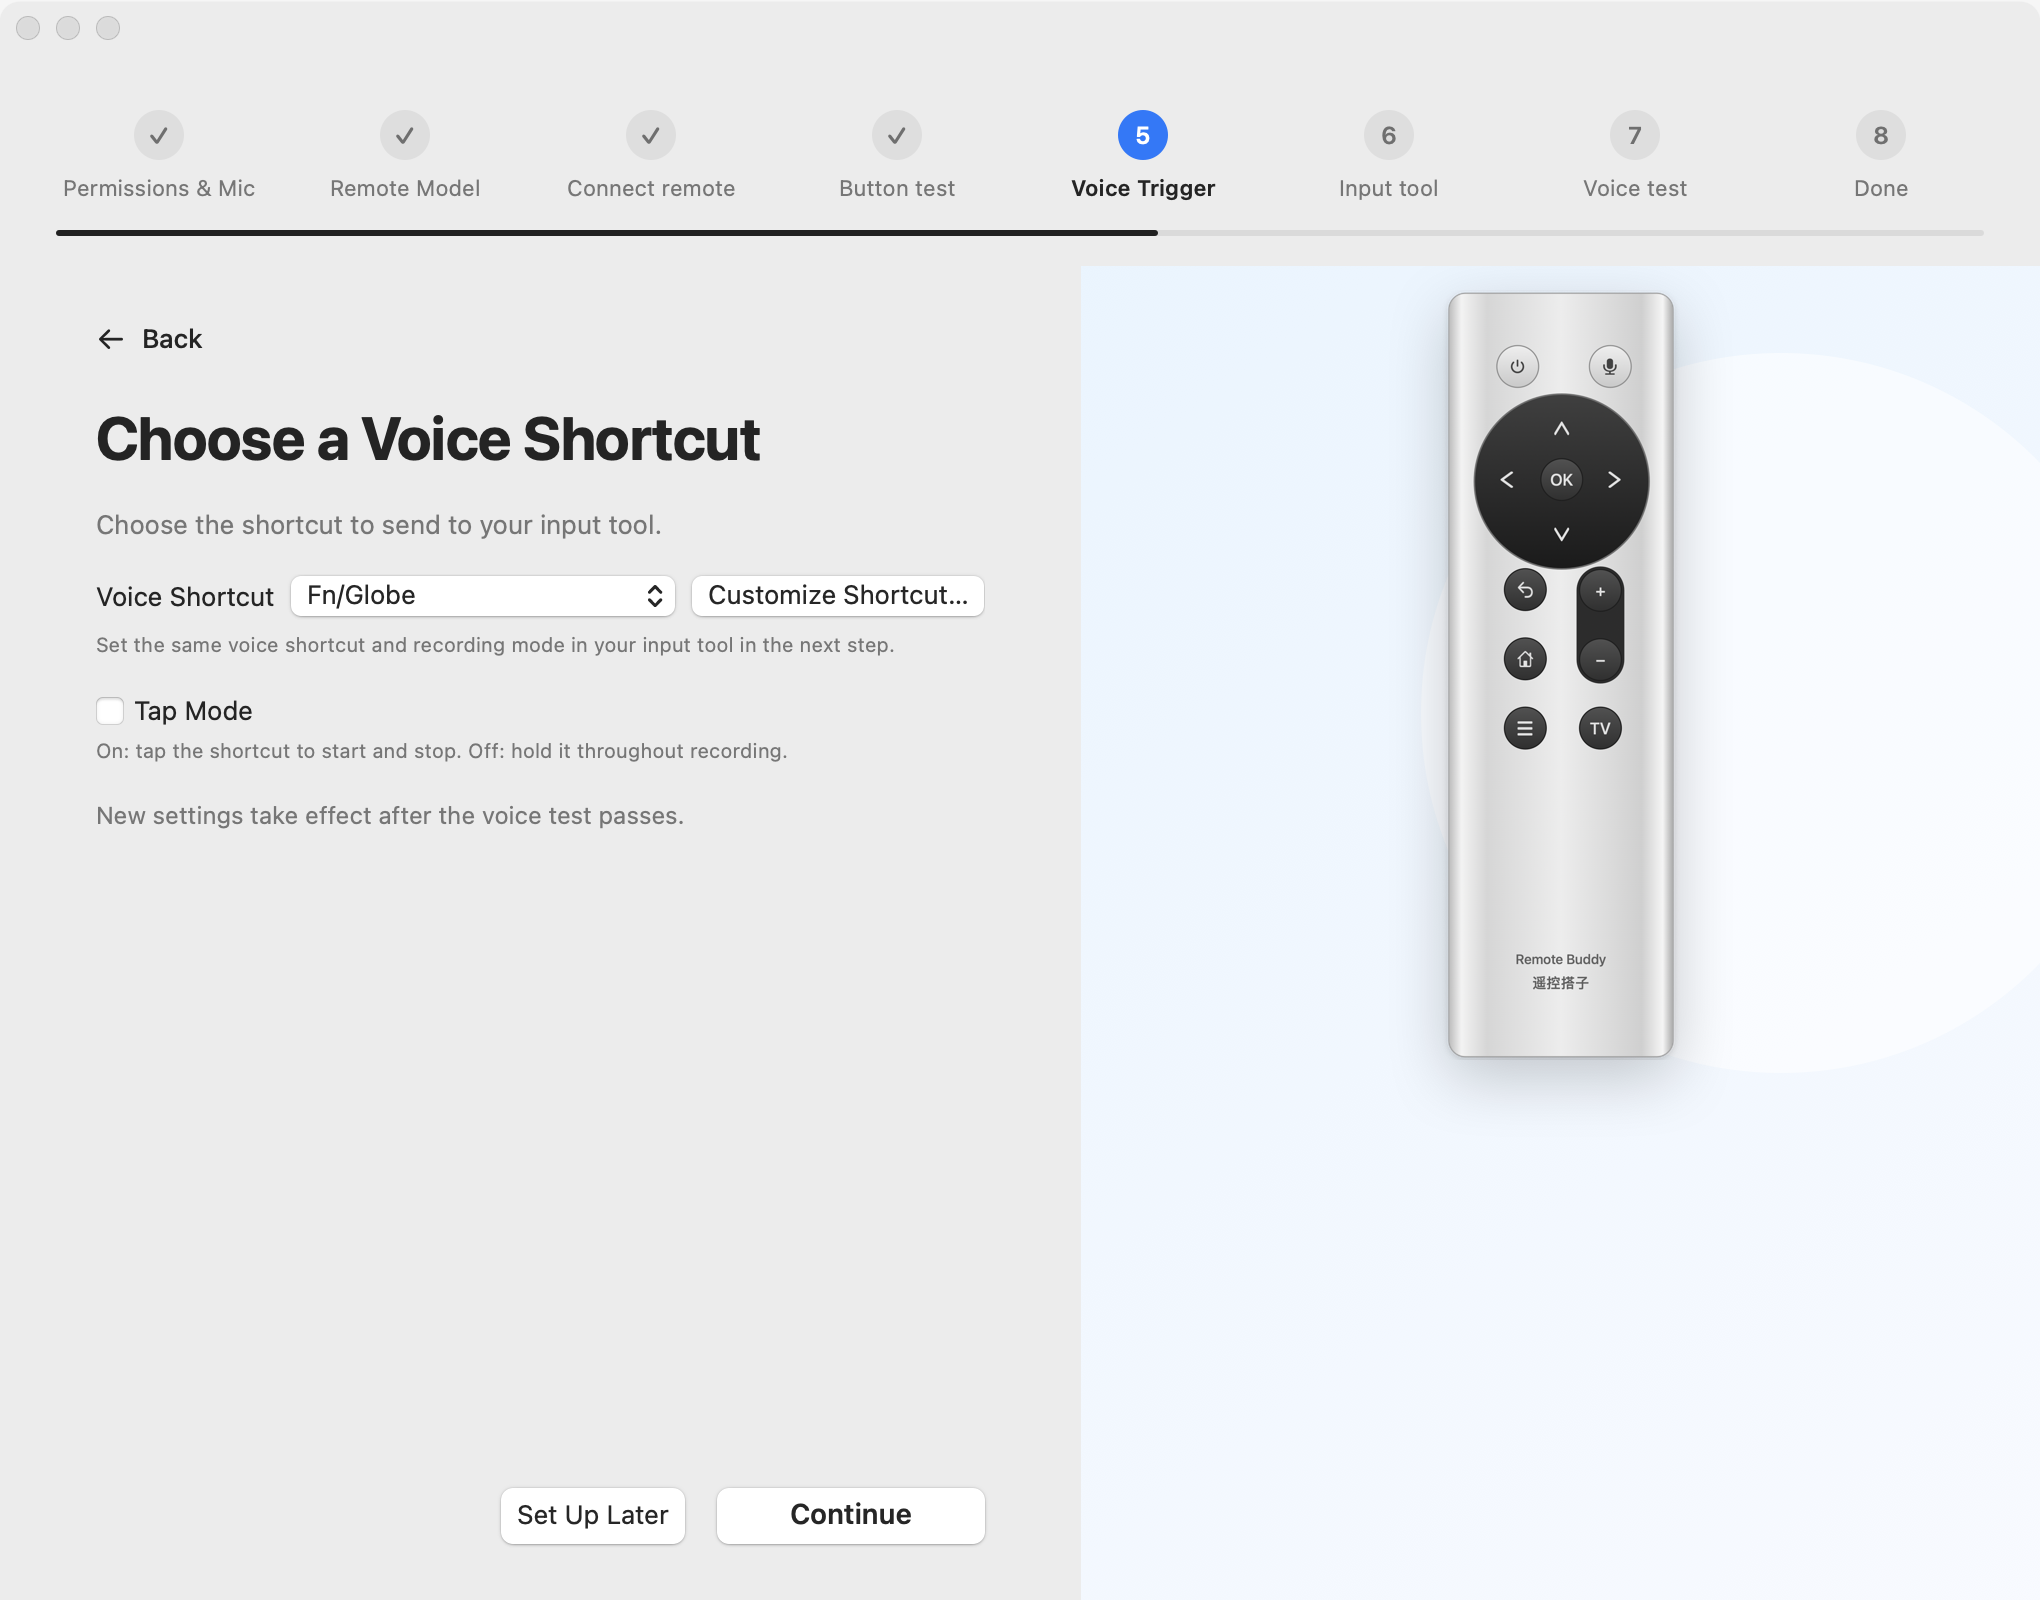 5
6
7
8
Permissions & Mic
Remote Model
Connect remote
Button test
Voice Trigger
Input tool
Voice test
Done
Back
Choose a Voice Shortcut
Choose the shortcut to send to your input tool.
Voice Shortcut
Fn/Globe
Customize Shortcut...
Set the same voice shortcut and recording mode in your input tool in the next step.
Tap Mode
On: tap the shortcut to start and stop. Off: hold it throughout recording.
New settings take effect after the voice test passes.
Set Up Later
Continue
OK
+
−
TV
Remote Buddy
遥控搭子